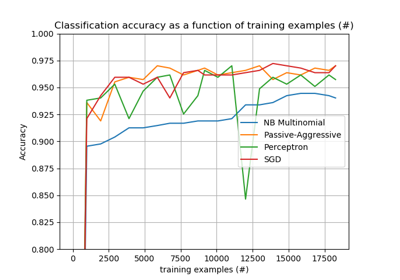 Classification accuracy as a function of training examples (#)
1.000
0.975
0.950
0.925
0.900
0.875
0.850
0.825
0.800
Accuracy
NB Multinomial
Passive-Aggressive
Perceptron
SGD
0 2500 5000 7500 10000 12500 15000 17500
training examples (#)